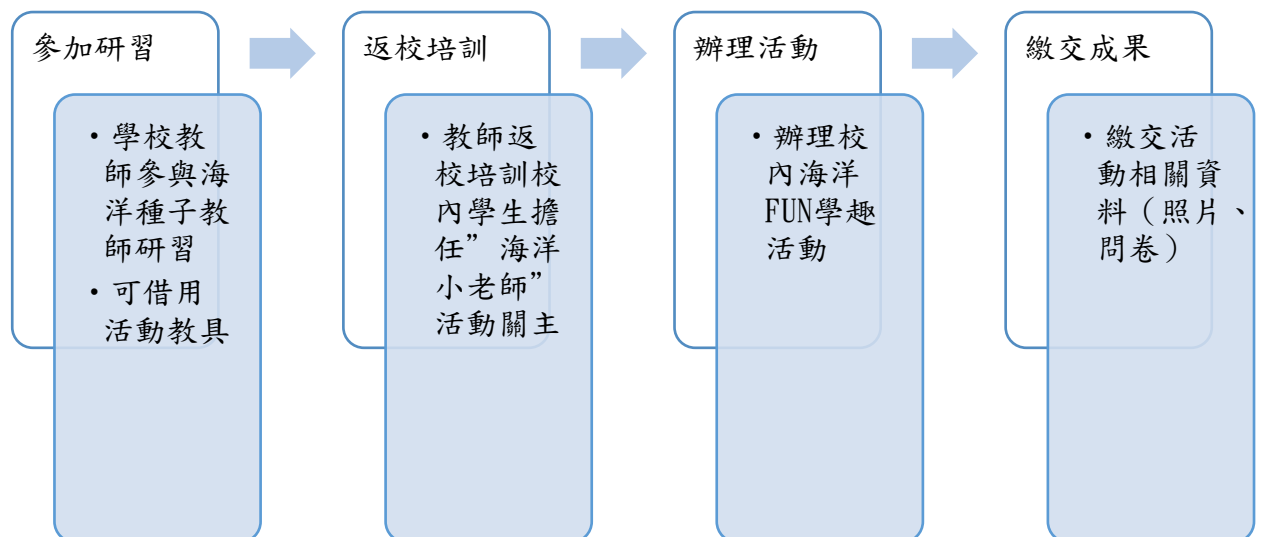 參加研習
・學校教
師參與海
洋種子教
師研習
・可借用
活動教具
返校培訓
・教師返
校培訓校
內學生擔
任”海洋
小老師”
活動關主
辦理活動
・辦理校
內海洋
FUN學趣
活動
繳交成果
・繳交活
動相關資
料（照片、
問卷）